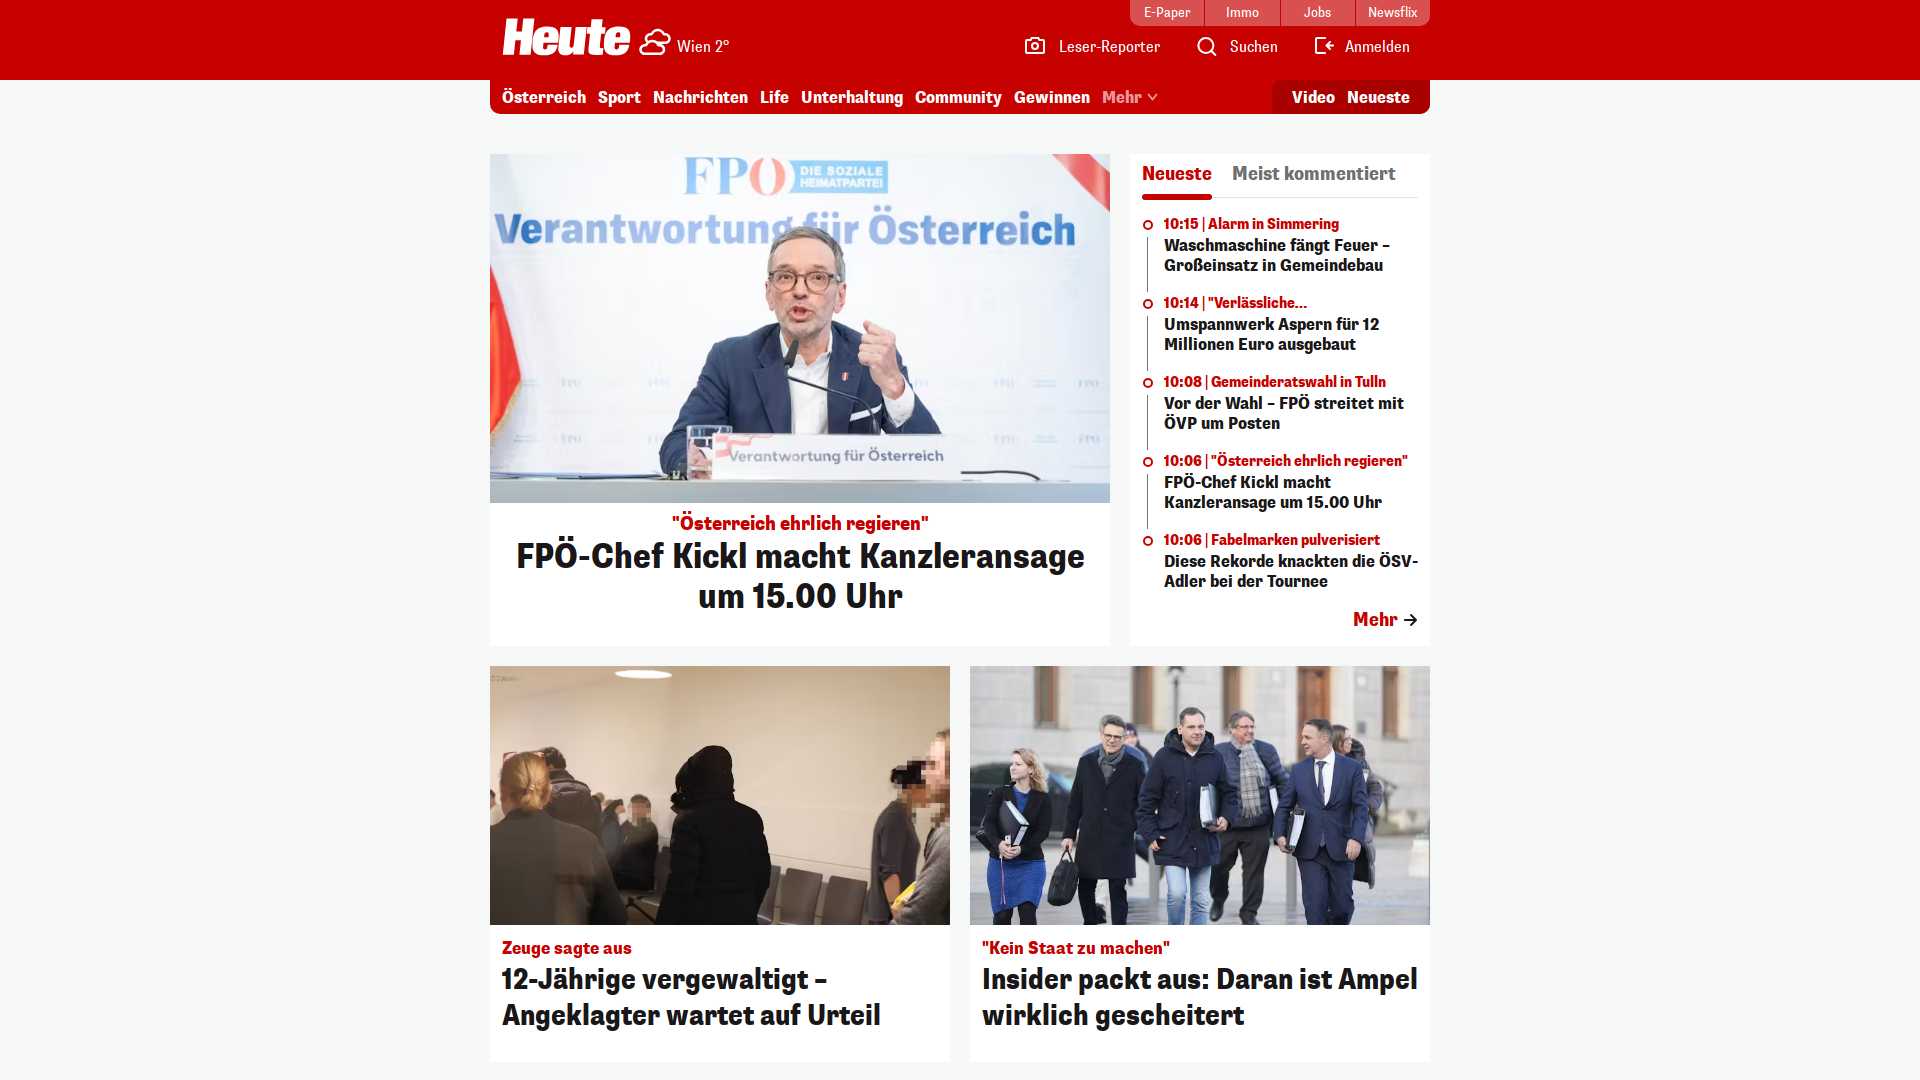 E-Paper
Immo
Jobs
Newsflix
Heute
Wien 2°
Leser-Reporter
Suchen
Anmelden
Österreich
Sport
Nachrichten
Life
Unterhaltung
Community
Gewinnen
Mehr
Video
Neueste
FPÖ DIE SOZIALE
HEIMATPARTEI
Verantwortung für Österreich
Verantwortung für Österreich
"Österreich ehrlich regieren"
FPÖ-Chef Kickl macht Kanzleransage
um 15.00 Uhr
Neueste
Meist kommentiert
10:15 | Alarm in Simmering
Waschmaschine fängt Feuer –
Großeinsatz in Gemeindebau
10:14 | "Verlässliche...
Umspannwerk Aspern für 12
Millionen Euro ausgebaut
10:08 | Gemeinderatswahl in Tulln
Vor der Wahl – FPÖ streitet mit
ÖVP um Posten
10:06 | "Österreich ehrlich regieren"
FPÖ-Chef Kickl macht
Kanzleransage um 15.00 Uhr
10:06 | Fabelmarken pulverisiert
Diese Rekorde knackten die ÖSV-
Adler bei der Tournee
Mehr
Zeuge sagte aus
12-Jährige vergewaltigt –
Angeklagter wartet auf Urteil
"Kein Staat zu machen"
Insider packt aus: Daran ist Ampel
wirklich gescheitert